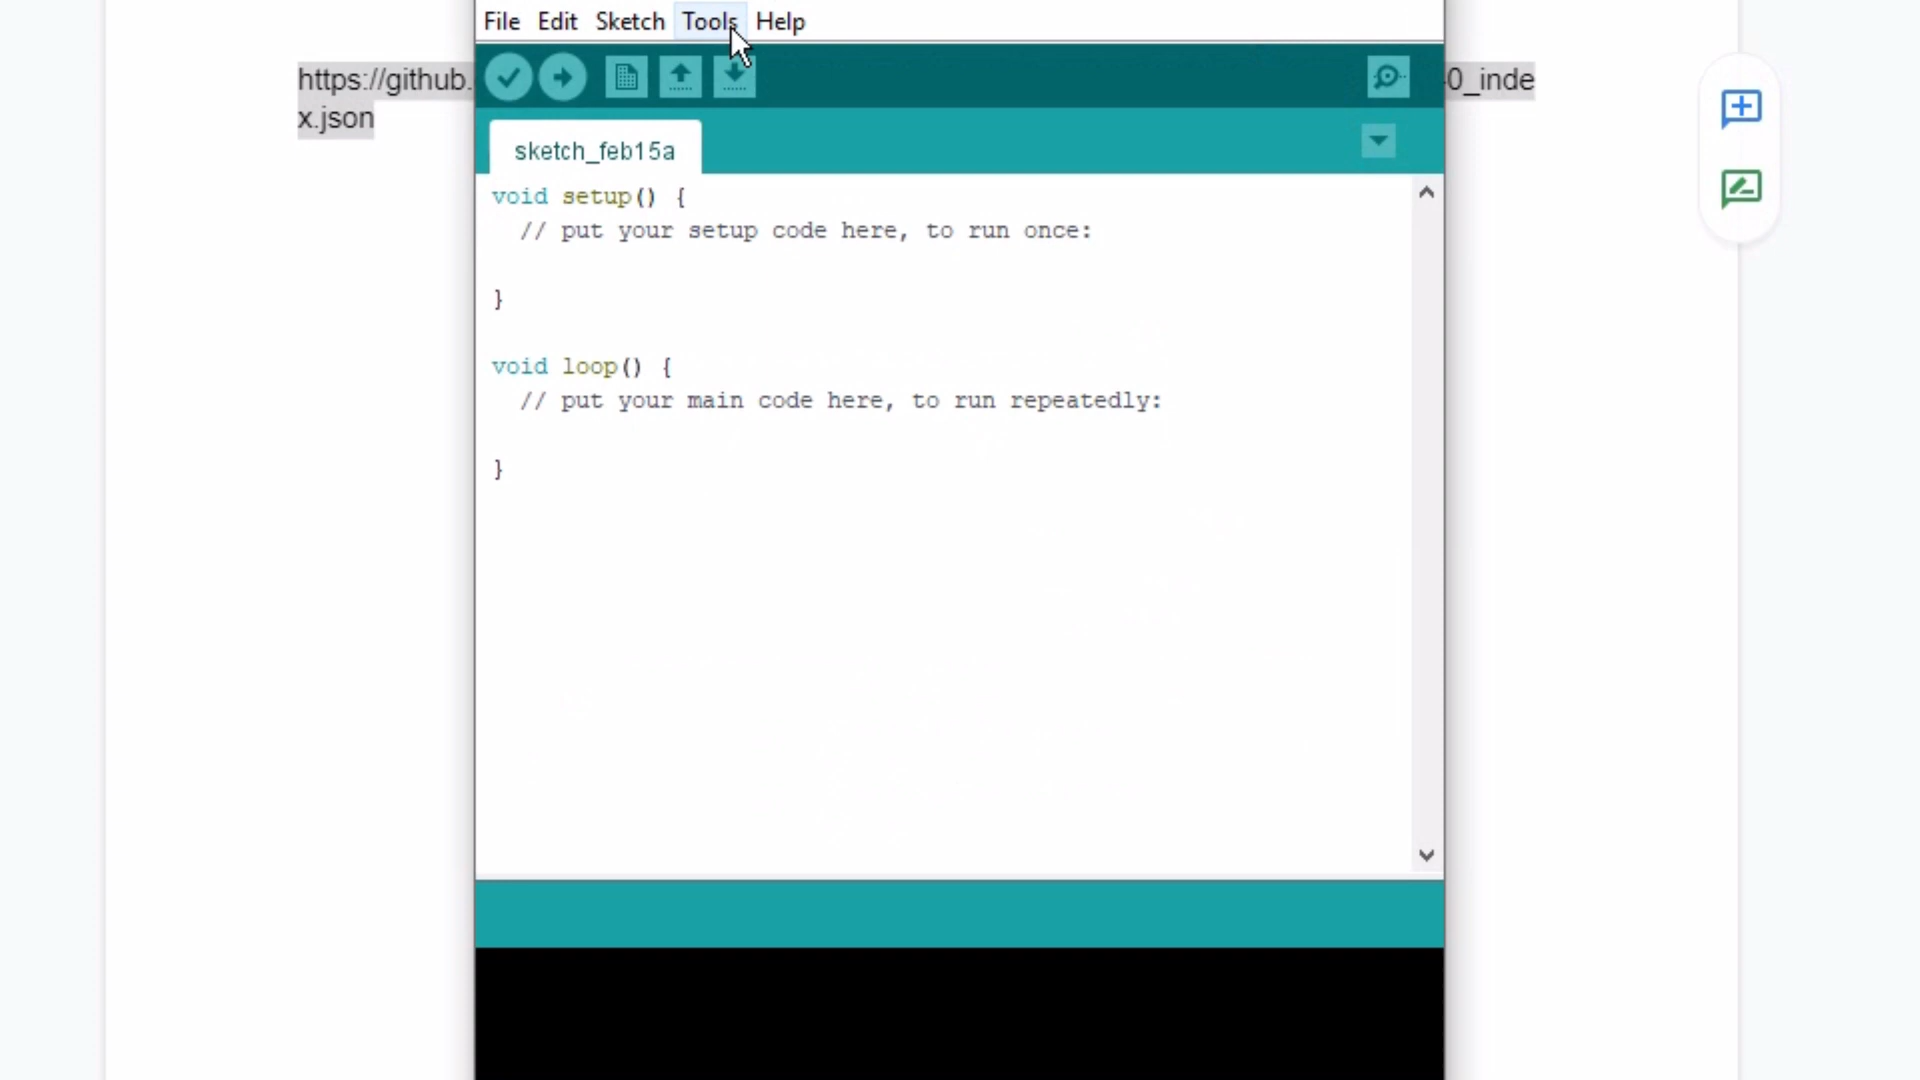 File Edit Sketch Tools Help
https://github.
0_inde
x.json
sketch_feb15a
void setup() {
  // put your setup code here, to run once:
}
void loop() {
  // put your main code here, to run repeatedly:
}